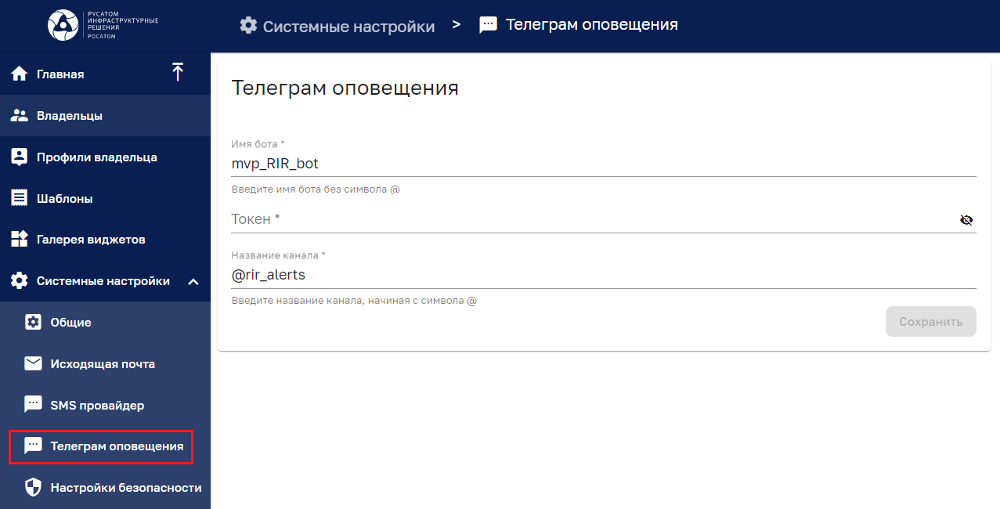 РУСАТОМ
ИНФРАСТРУКТУРНЫЕ
РЕШЕНИЯ
РОСАТОМ
Системные настройки > Телеграм оповещения
Главная
Владельцы
Профили владельца
Шаблоны
Галерея виджетов
Системные настройки
Общие
Исходящая почта
SMS провайдер
Телеграм оповещения
Настройки безопасности
Телеграм оповещения
Имя бота *
mvp_RIR_bot
Введите имя бота без символа @
Токен *
Название канала *
@rir_alerts
Введите название канала, начиная с символа @
Сохранить